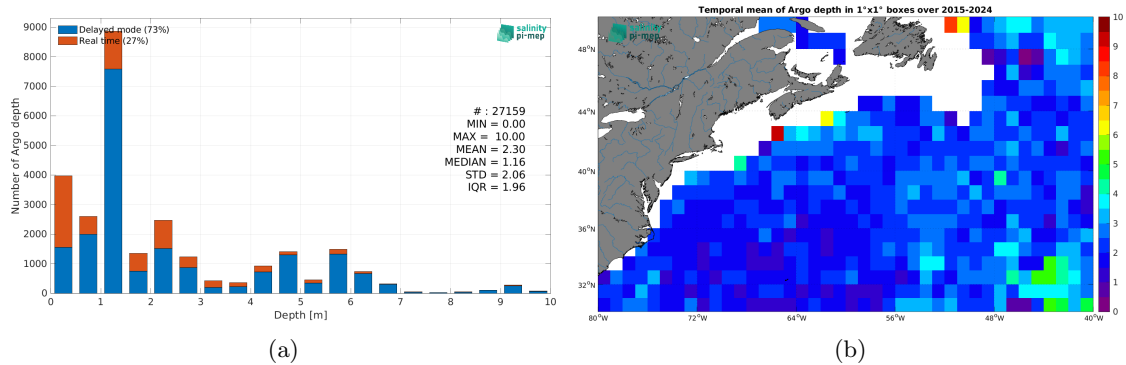 Delayed mode (73%)
Real time (27%)
salinity
pi-mep
# : 27159
MIN = 0.00
MAX = 10.00
MEAN = 2.30
MEDIAN = 1.16
STD = 2.06
IQR = 1.96
Number of Argo depth
9000
8000
7000
6000
5000
4000
3000
2000
1000
0
0 1 2 3 4 5 6 7 8 9 10
Depth [m]
(a)
Temporal mean of Argo depth in 1°x1° boxes over 2015-2024
salinity
pi-mep
48°N
44°N
40°N
36°N
32°N
80°W 72°W 64°W 56°W 48°W 40°W
10
9
8
7
6
5
4
3
2
1
0
(b)